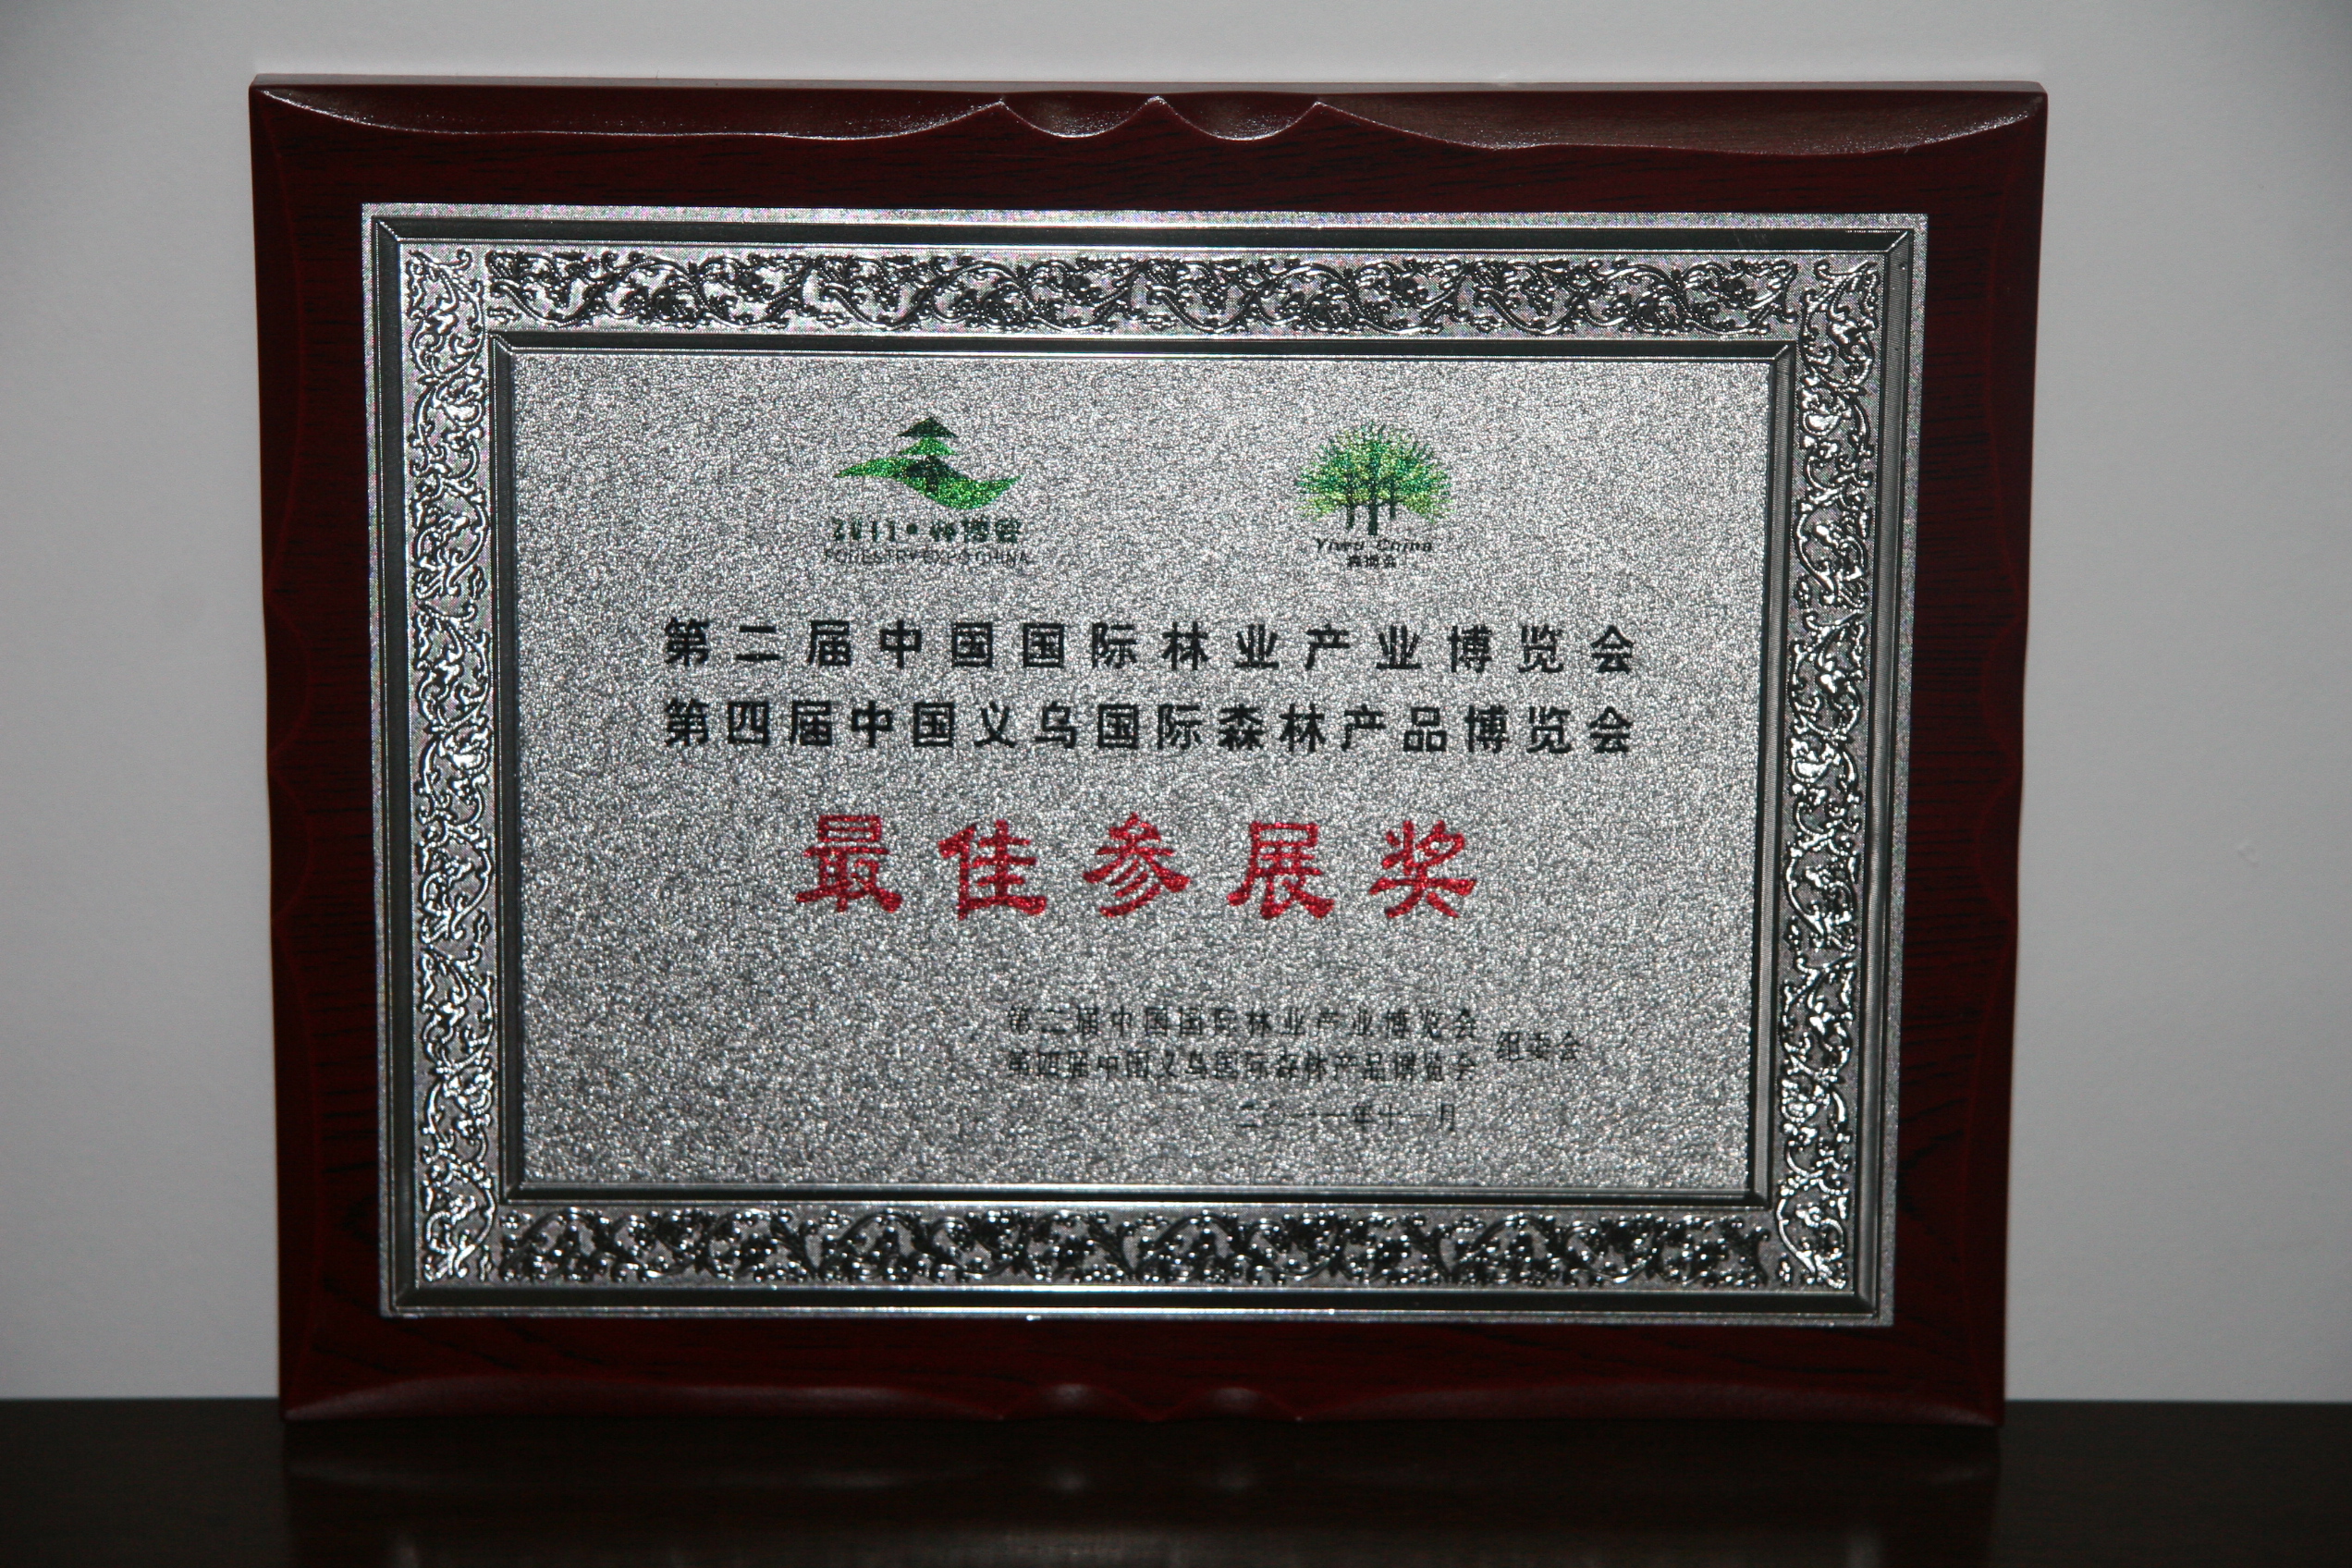 2011•林博会
FORESTRY EXPO CHINA
Yiwu China
森博会
第二届中国国际林业产业博览会
第四届中国义乌国际森林产品博览会
最佳参展奖
第二届中国国际林业产业博览会
第四届中国义乌国际森林产品博览会
组委会
二〇一一年十一月